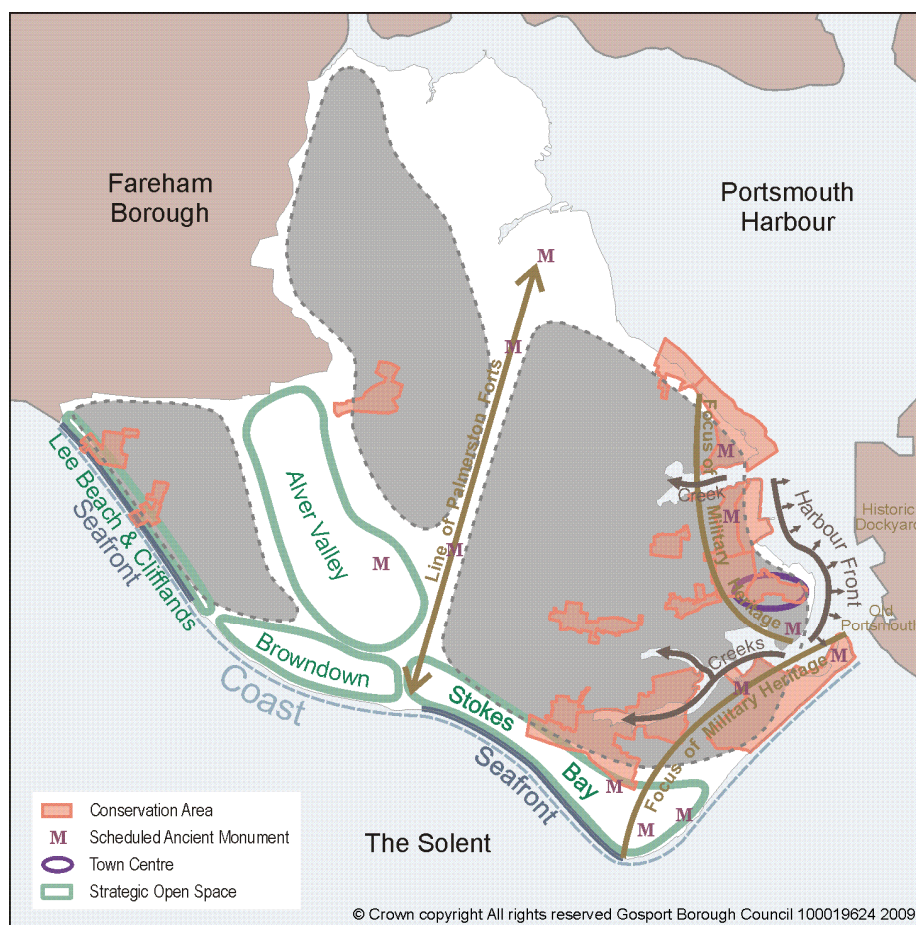 Fareham
Borough
Portsmouth
Harbour
M
M
Line of Palmerston Forts
M
M
Alver Valley
Lee Beach & Clifflands
Seafront
Browndown
Coast
Stokes
Bay
Seafront
Focus of Military Heritage
M
Creek
M
Harbour Front
Historic
Dockyard
Old
Portsmouth
M
Creeks
M
M
Focus of Military Heritage
M
M
M
The Solent
Conservation Area
M Scheduled Ancient Monument
Town Centre
Strategic Open Space
© Crown copyright All rights reserved Gosport Borough Council 100019624 2009